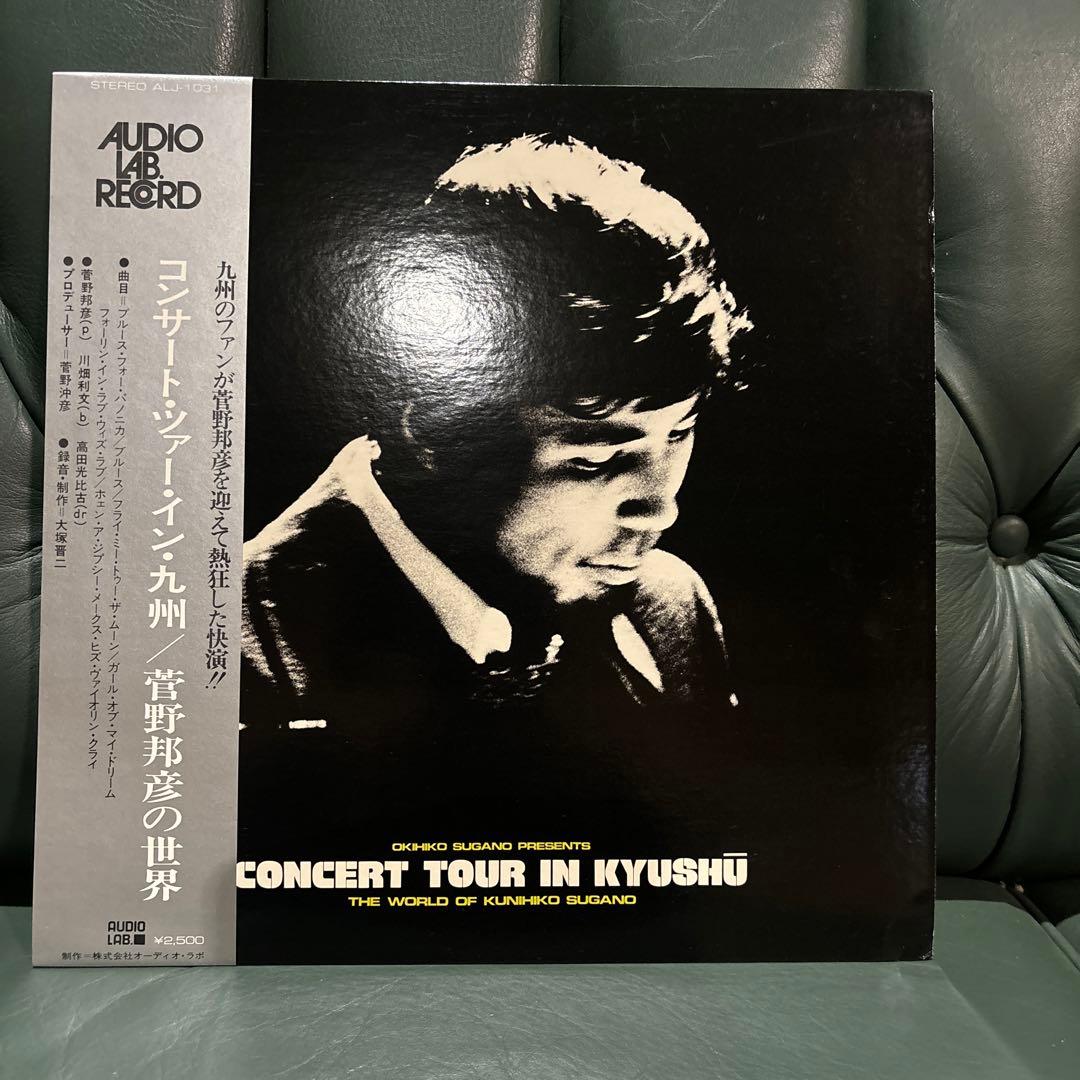 STEREO ALJ-1031
AUDIO
LAB.
RECORD
九州のファンが菅野邦彦を迎えて熱狂した快演!!
コンサート・ツァー・イン・九州/菅野邦彦の世界
●曲目=ブルース・フォー・パノニカ/ブルース/フライ・ミー・トゥー・ザ・ムーン/ガール・オブ・マイ・ドリーム
フォーリン・イン・ラブ・ウィズ・ラブ/ホェン・ア・ジプシー・メークス・ヒズ・ヴァイオリン・クライ
●菅野邦彦(p) 川畑利文(b) 高田光比古(dr)
●プロデューサー=菅野沖彦 ●録音・制作=大塚晋二
AUDIO
LAB.
¥2,500
制作=株式会社オーディオ・ラボ
OKIHIKO SUGANO PRESENTS
CONCERT TOUR IN KYUSHŪ
THE WORLD OF KUNIHIKO SUGANO